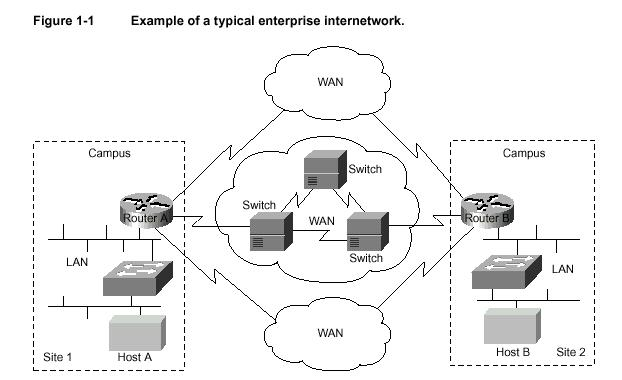 Figure 1-1 Example of a typical enterprise internetwork.
WAN
Campus
Campus
Switch
Router A
Switch
WAN
Switch
Router B
LAN
LAN
WAN
Site 1
Host A
Host B
Site 2